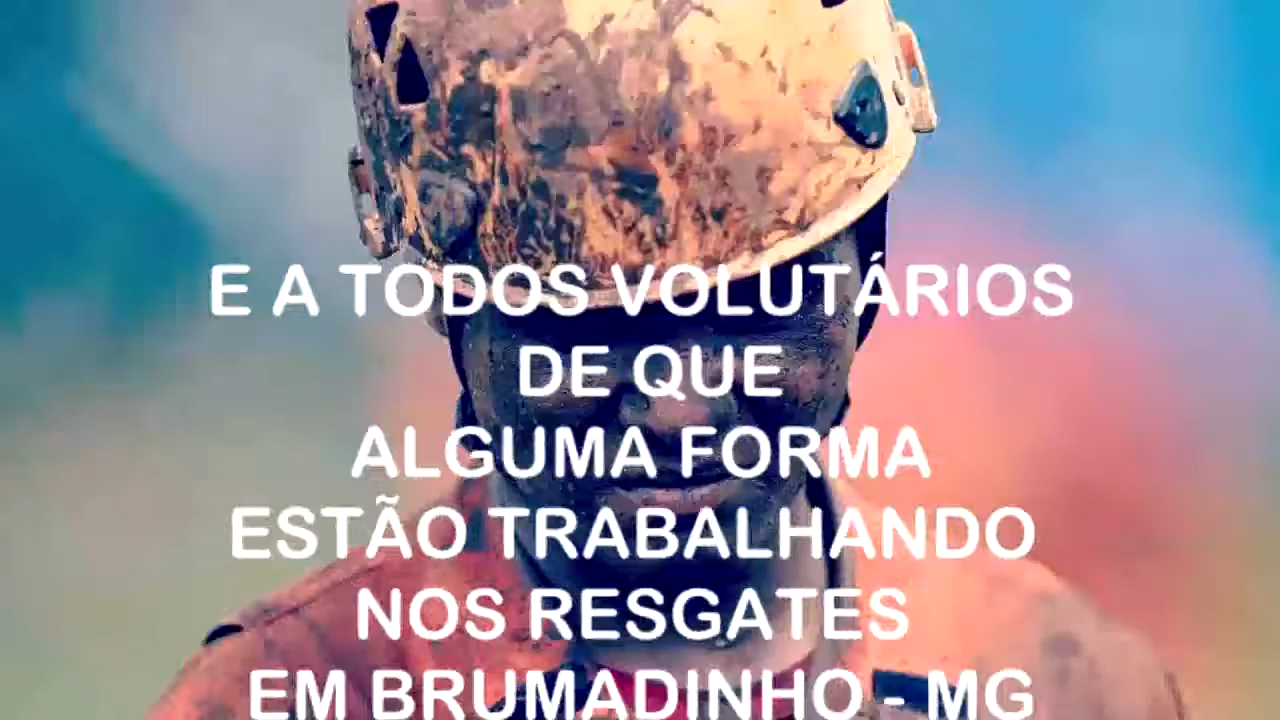 E A TODOS VOLUTÁRIOS
DE QUE
ALGUMA FORMA
ESTÃO TRABALHANDO
NOS RESGATES
EM BRUMADINHO - MG